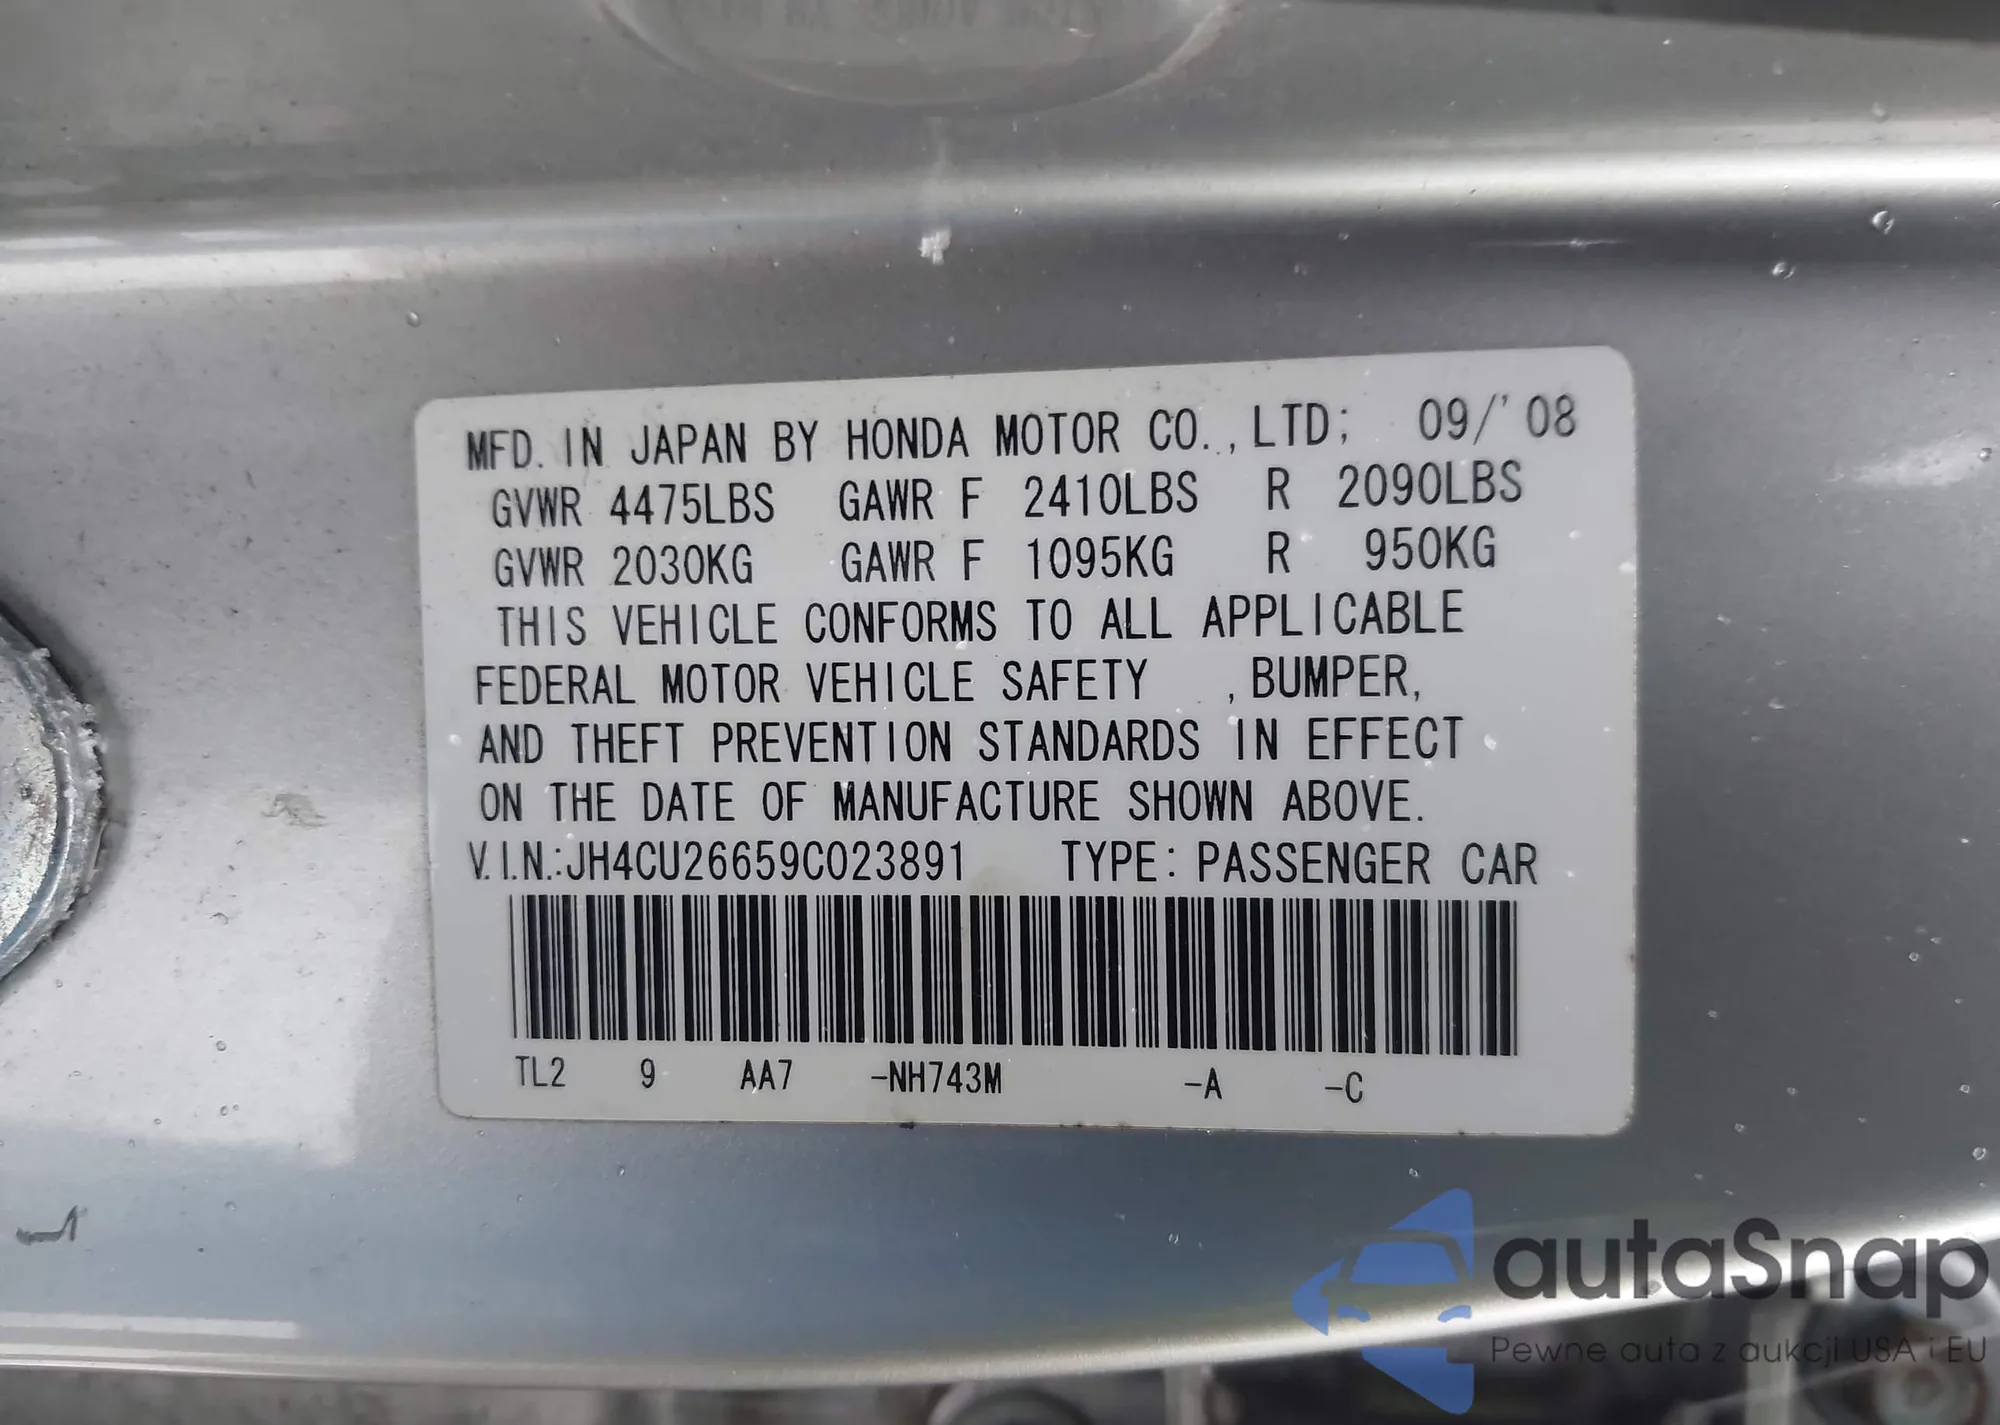 MFD. IN JAPAN BY HONDA MOTOR CO., LTD; 09/'08
GVWR 4475LBS GAWR F 2410LBS R 2090LBS
GVWR 2030KG GAWR F 1095KG R 950KG
THIS VEHICLE CONFORMS TO ALL APPLICABLE
FEDERAL MOTOR VEHICLE SAFETY , BUMPER,
AND THEFT PREVENTION STANDARDS IN EFFECT
ON THE DATE OF MANUFACTURE SHOWN ABOVE.
V.I.N.:JH4CU26659C023891 TYPE: PASSENGER CAR
TL2 9 AA7 -NH743M -A -C
autaSnap
Pewne auta z aukcji USA i EU